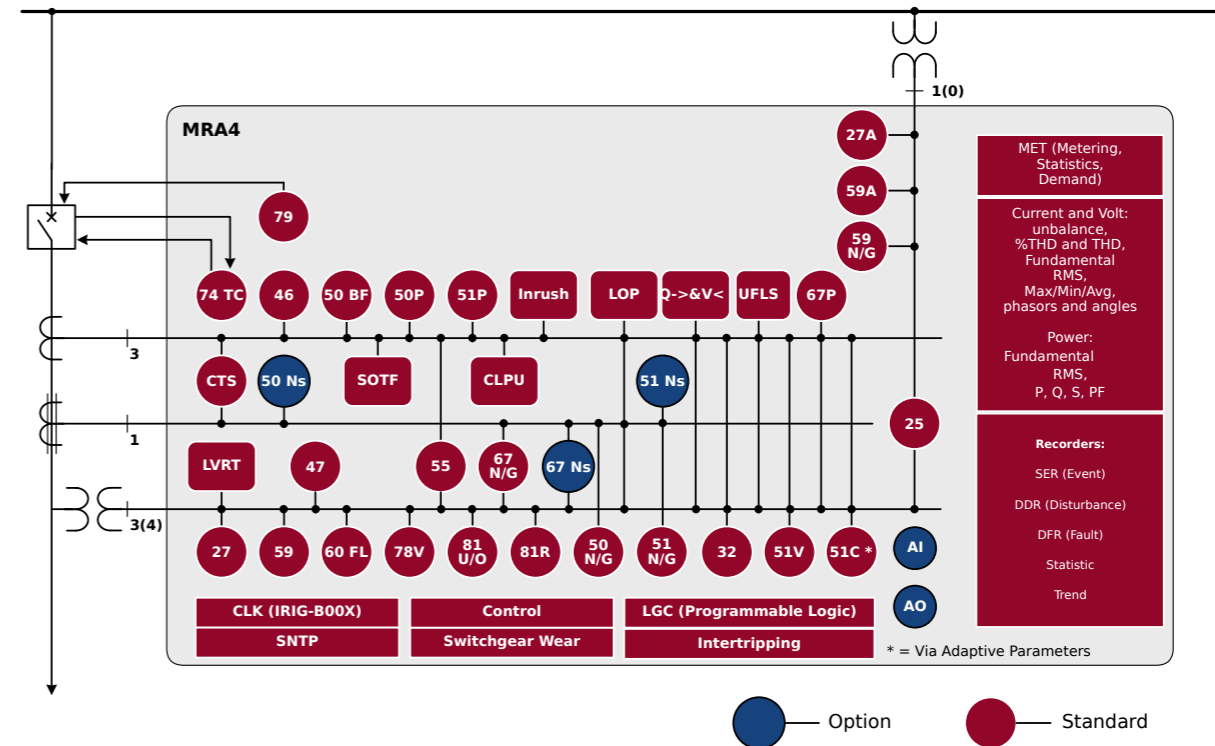 1(0)
MRA4
27A
59A
59
N/G
MET (Metering,
Statistics,
Demand)
Current and Volt:
unbalance,
%THD and THD,
Fundamental
RMS,
Max/Min/Avg,
phasors and angles
Power:
Fundamental
RMS,
P, Q, S, PF
Recorders:
SER (Event)
DDR (Disturbance)
DFR (Fault)
Statistic
Trend
79
74 TC
46
50 BF
50P
51P
Inrush
LOP
Q->&V<
UFLS
67P
3
CTS
50 Ns
SOTF
CLPU
51 Ns
25
1
LVRT
47
55
67
N/G
67 Ns
3(4)
27
59
60 FL
78V
81
U/O
81R
50
N/G
51
N/G
32
51V
51C *
AI
AO
CLK (IRIG-B00X)
Control
LGC (Programmable Logic)
SNTP
Switchgear Wear
Intertripping
* = Via Adaptive Parameters
Option
Standard